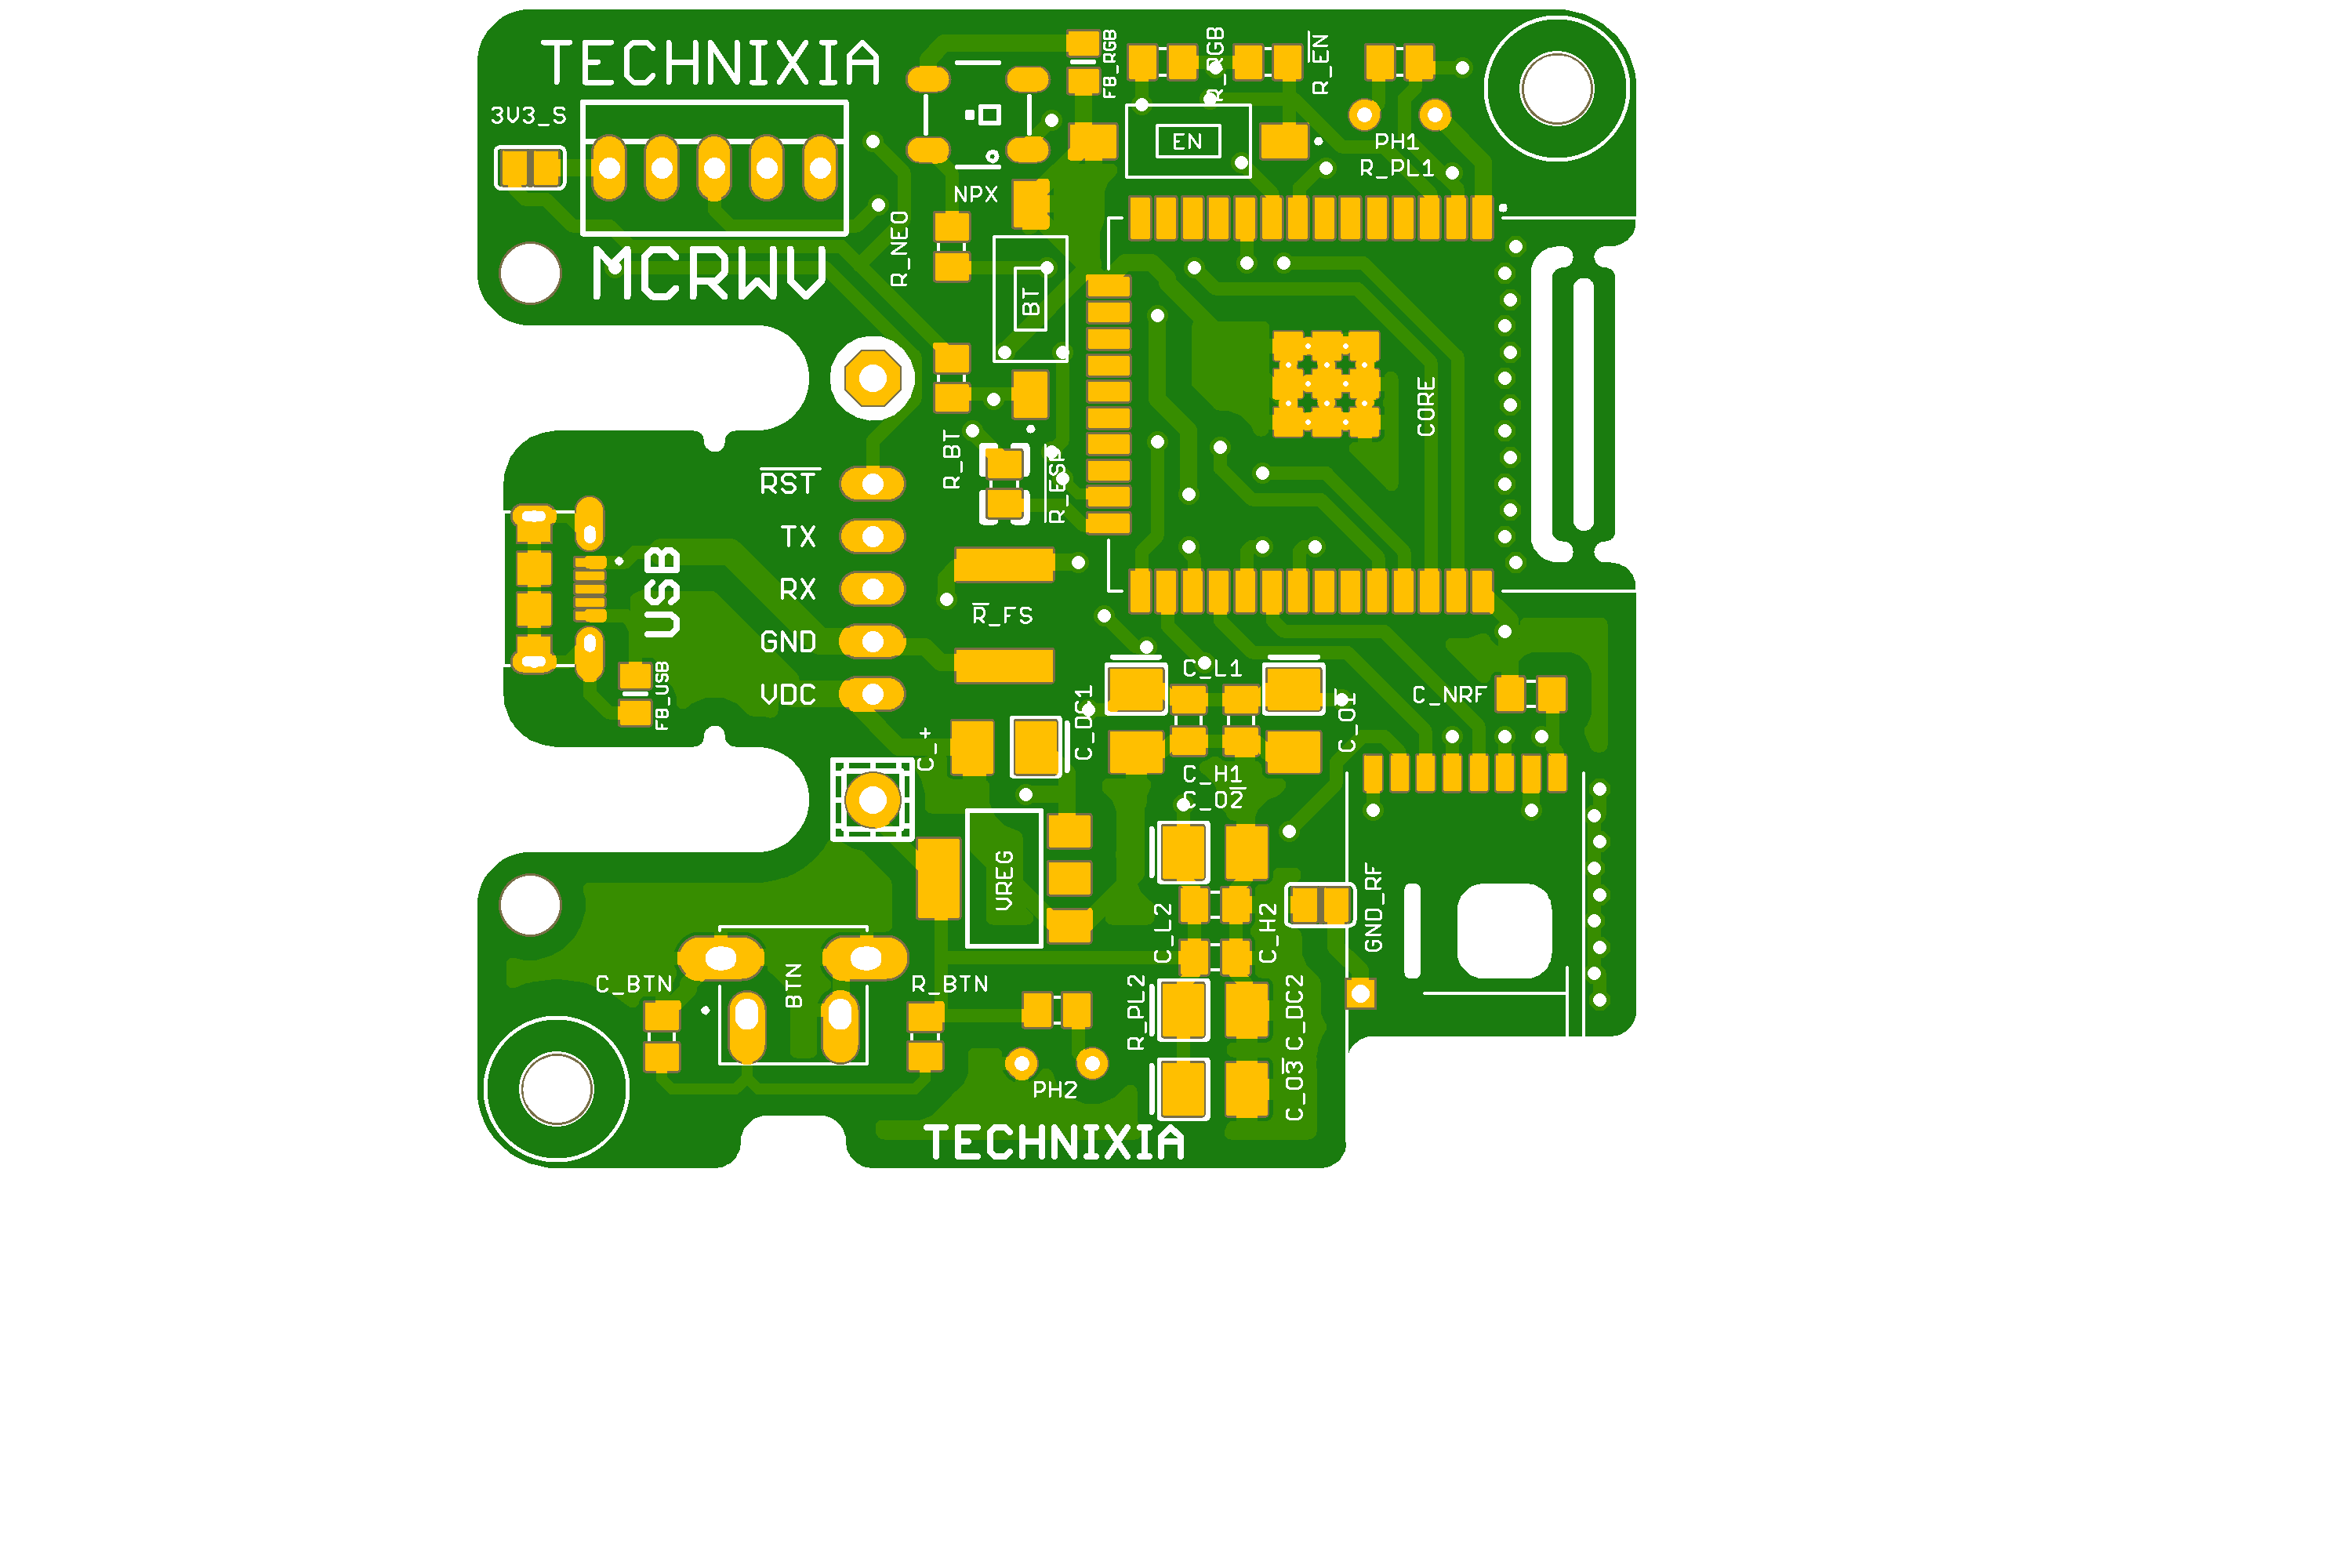 TECHNIXIA
3V3_S
MCRWV
FB_RGB
R_RGB
R_EN
EN
PH1
R_PL1
NPX
R_NEO
BT
CORE
R_BT
R_ESP
RST
TX
RX
GND
VDC
USB
FB_USB
R_FS
C_L1
C_DC1
C_O1
C_NRF
C_+
C_H1
C_O2
VREG
C_L2
C_H2
GND_RF
C_BTN
BTN
R_BTN
R_PL2
C_DC2
PH2
C_O3
TECHNIXIA